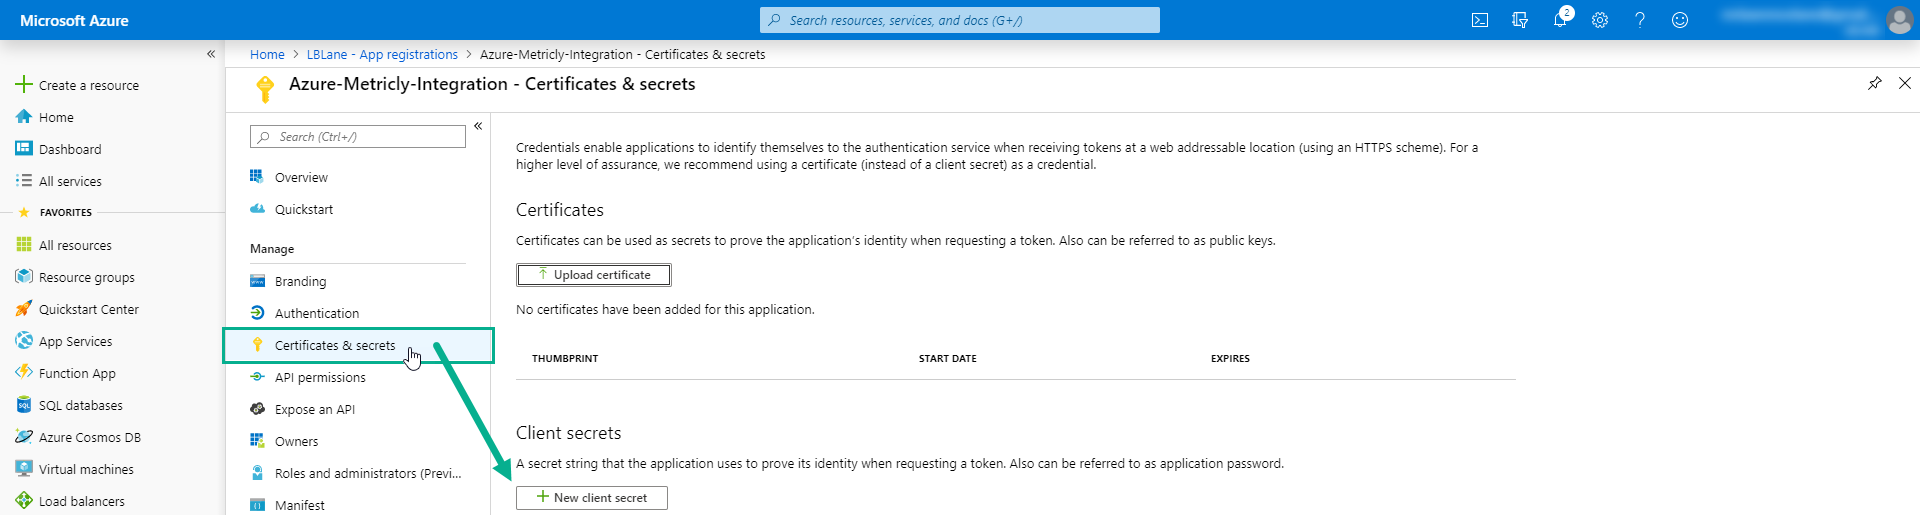 Microsoft Azure
Search resources, services, and docs (G+/)
2
«
Home > LBLane - App registrations > Azure-Metricly-Integration - Certificates & secrets
Azure-Metricly-Integration - Certificates & secrets
Create a resource
Home
Dashboard
All services
FAVORITES
All resources
Resource groups
Quickstart Center
App Services
Function App
SQL databases
Azure Cosmos DB
Virtual machines
Load balancers
Search (Ctrl+/)
«
Overview
Quickstart
Manage
Branding
Authentication
Certificates & secrets
API permissions
Expose an API
Owners
Roles and administrators (Previ...
Manifest
Credentials enable applications to identify themselves to the authentication service when receiving tokens at a web addressable location (using an HTTPS scheme). For a
higher level of assurance, we recommend using a certificate (instead of a client secret) as a credential.
Certificates
Certificates can be used as secrets to prove the application's identity when requesting a token. Also can be referred to as public keys.
Upload certificate
No certificates have been added for this application.
THUMBPRINT START DATE EXPIRES
Client secrets
A secret string that the application uses to prove its identity when requesting a token. Also can be referred to as application password.
New client secret